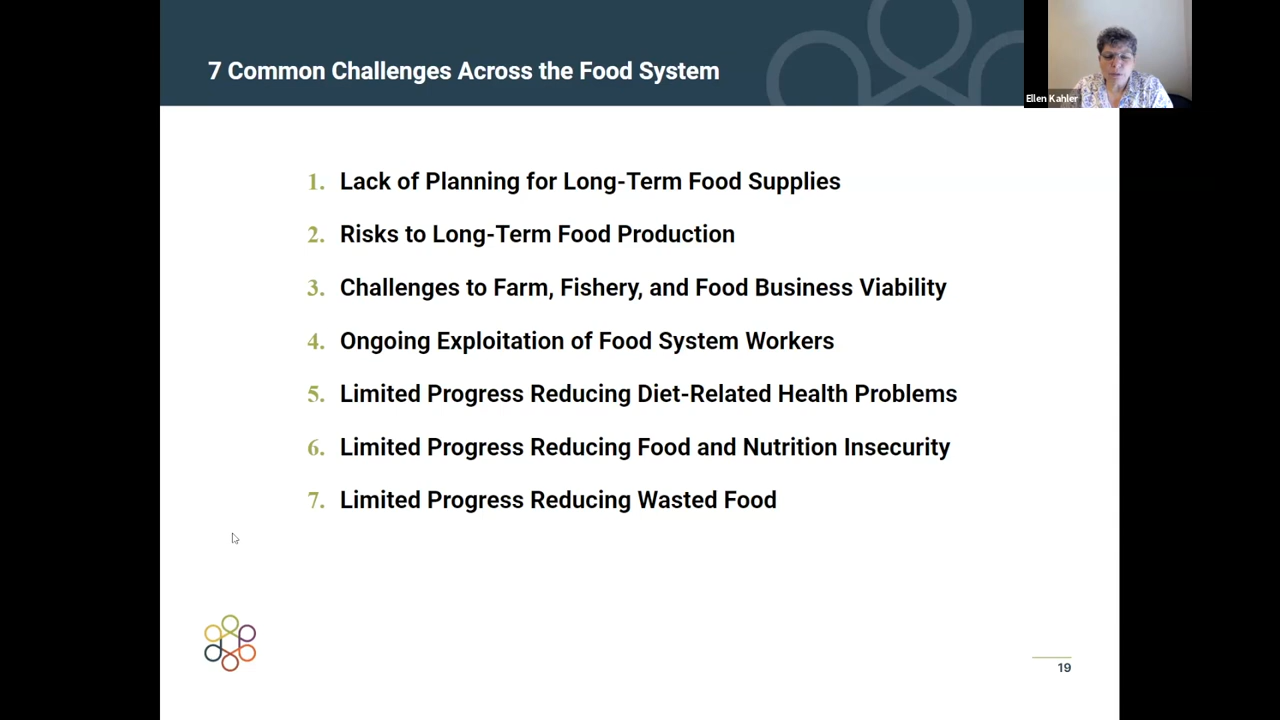 7 Common Challenges Across the Food System
Ellen Kahler
1. Lack of Planning for Long-Term Food Supplies
2. Risks to Long-Term Food Production
3. Challenges to Farm, Fishery, and Food Business Viability
4. Ongoing Exploitation of Food System Workers
5. Limited Progress Reducing Diet-Related Health Problems
6. Limited Progress Reducing Food and Nutrition Insecurity
7. Limited Progress Reducing Wasted Food
19